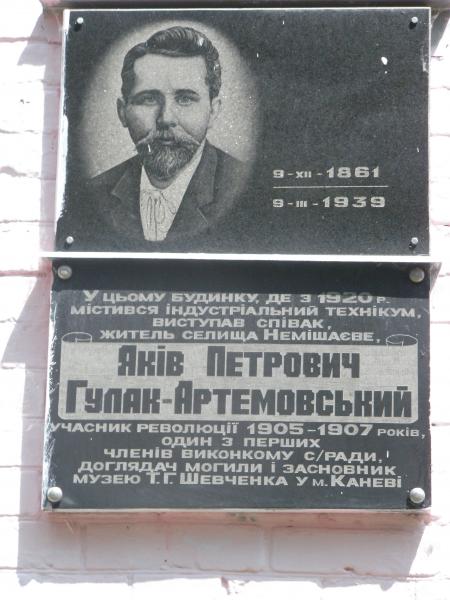 9-XII-1861
9-III-1939
У цьому будинку, де з 1920 р.
містився індустріальний технікум,
виступав співак,
житель селища Немішаєве,
Яків Петрович
Гулак-Артемовський
учасник революції 1905-1907 років,
один з перших
членів виконкому с/ради,
доглядач могили і засновник
музею Т.Г. Шевченка у м. Каневі